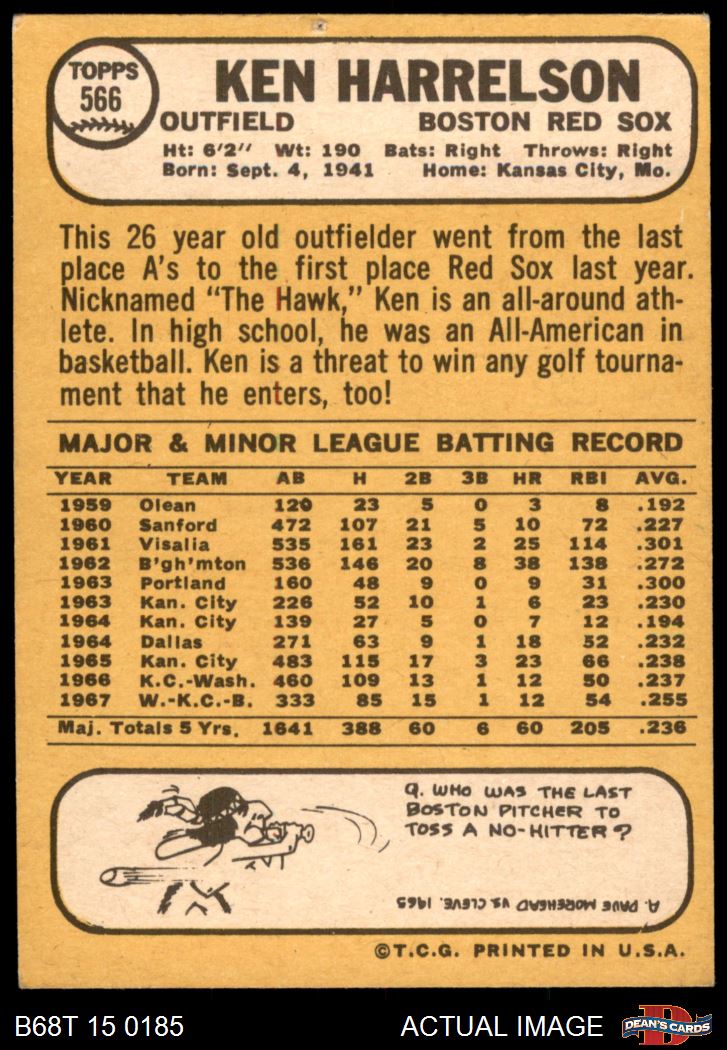 TOPPS
566
KEN HARRELSON
OUTFIELD BOSTON RED SOX
Ht: 6'2" Wt: 190 Bats: Right Throws: Right
Born: Sept. 4, 1941 Home: Kansas City, Mo.
This 26 year old outfielder went from the last
place A's to the first place Red Sox last year.
Nicknamed "The Hawk," Ken is an all-around ath-
lete. In high school, he was an All-American in
basketball. Ken is a threat to win any golf tourna-
ment that he enters, too!
MAJOR & MINOR LEAGUE BATTING RECORD
YEAR TEAM AB H 2B 3B HR RBI AVG.
1959 Olean 120 23 5 0 3 8 .192
1960 Sanford 472 107 21 5 10 72 .227
1961 Visalia 535 161 23 2 25 114 .301
1962 B'gh'mton 536 146 20 8 38 138 .272
1963 Portland 160 48 9 0 9 31 .300
1963 Kan. City 226 52 10 1 6 23 .230
1964 Kan. City 139 27 5 0 7 12 .194
1964 Dallas 271 63 9 1 18 52 .232
1965 Kan. City 483 115 17 3 23 66 .238
1966 K.C.-Wash. 460 109 13 1 12 50 .237
1967 W.-K.C.-B. 333 85 15 1 12 54 .255
Maj. Totals 5 Yrs. 1641 388 60 6 60 205 .236
Q. WHO WAS THE LAST
BOSTON PITCHER TO
TOSS A NO-HITTER?
A. DAVE MOREHEAD VS. CLEVE. 1965
©T.C.G. PRINTED IN U.S.A.
B68T 15 0185 ACTUAL IMAGE
D
DEAN'S CARDS